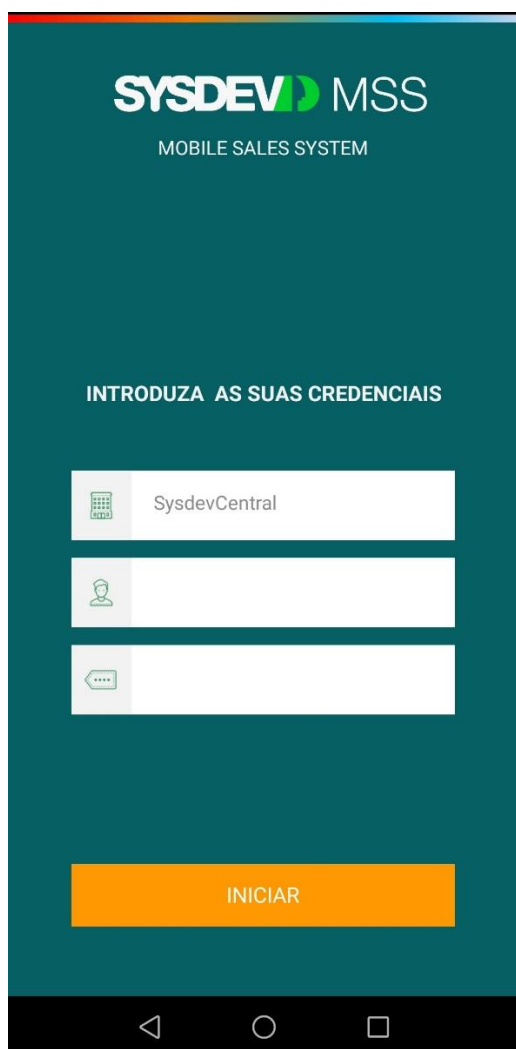 SYSDEV MSS
MOBILE SALES SYSTEM
INTRODUZA AS SUAS CREDENCIAIS
SysdevCentral
INICIAR